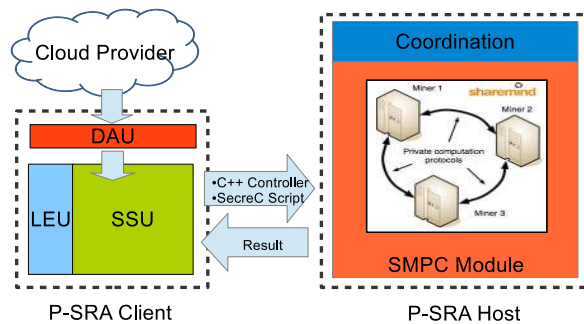 Cloud Provider
DAU
LEU
SSU
•C++ Controller
•SecreC Script
Result
P-SRA Client
Coordination
sharemind
Miner 1
Miner 2
Private computation
protocols
Miner 3
SMPC Module
P-SRA Host